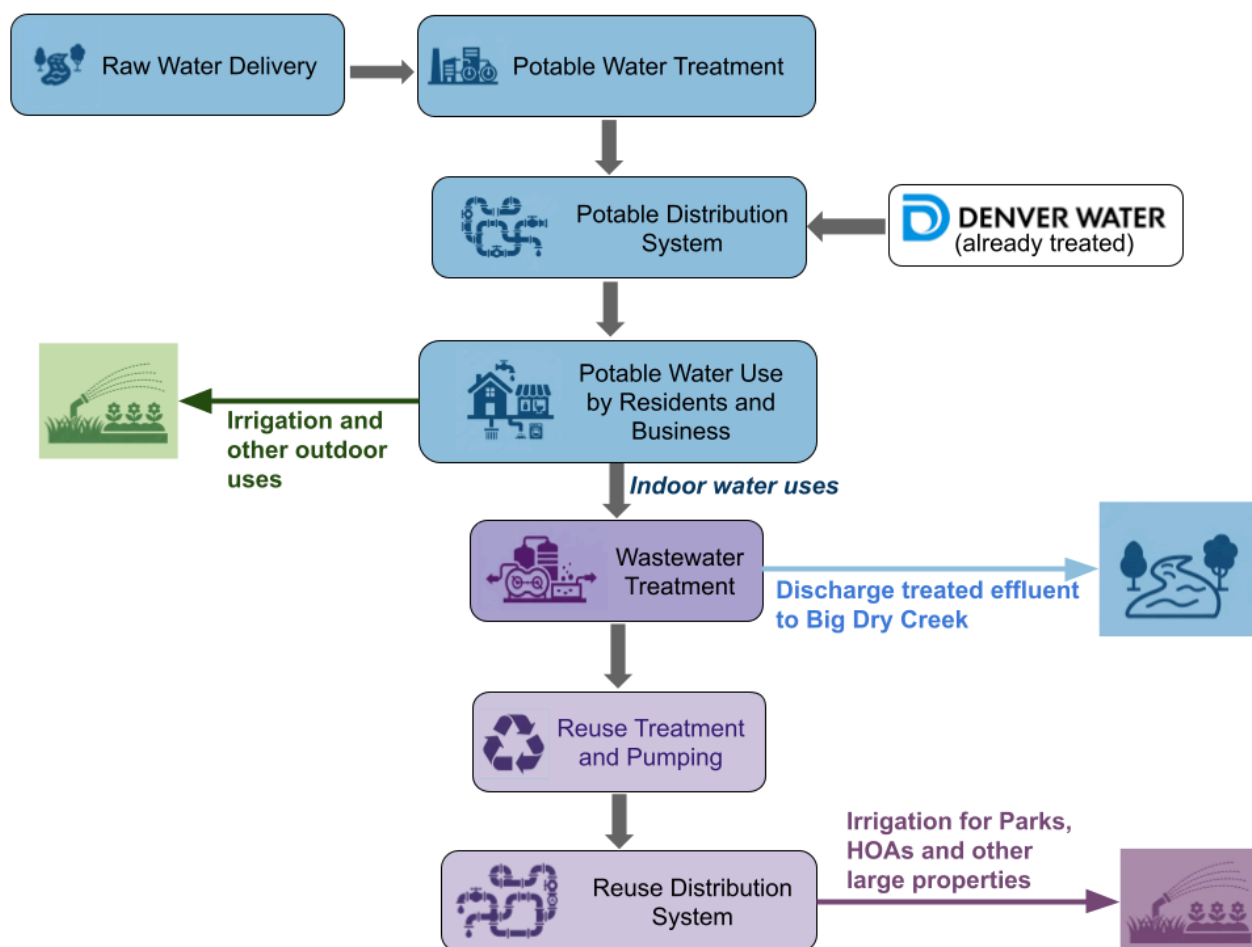 Raw Water Delivery
Potable Water Treatment
Potable Distribution
System
DENVER WATER
(already treated)
Potable Water Use
by Residents and
Business
Irrigation and
other outdoor
uses
Indoor water uses
Wastewater
Treatment
Discharge treated effluent
to Big Dry Creek
Reuse Treatment
and Pumping
Irrigation for Parks,
HOAs and other
large properties
Reuse Distribution
System